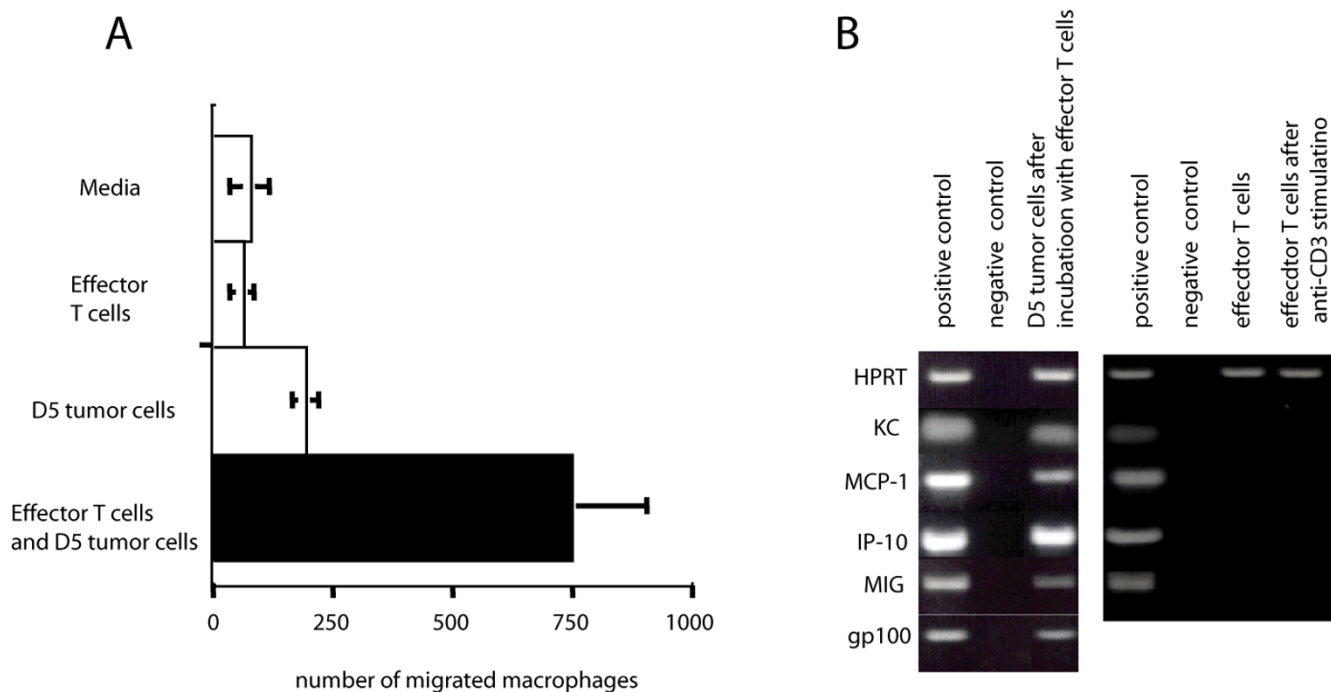 A
Media
Effector
T cells
D5 tumor cells
Effector T cells
and D5 tumor cells
0 250 500 750 1000
number of migrated macrophages
B
positive control
negative control
D5 tumor cells after
incubatioon with effector T cells
positive control
negative control
effecdtor T cells
effecdtor T cells after
anti-CD3 stimulatino
HPRT
KC
MCP-1
IP-10
MIG
gp100